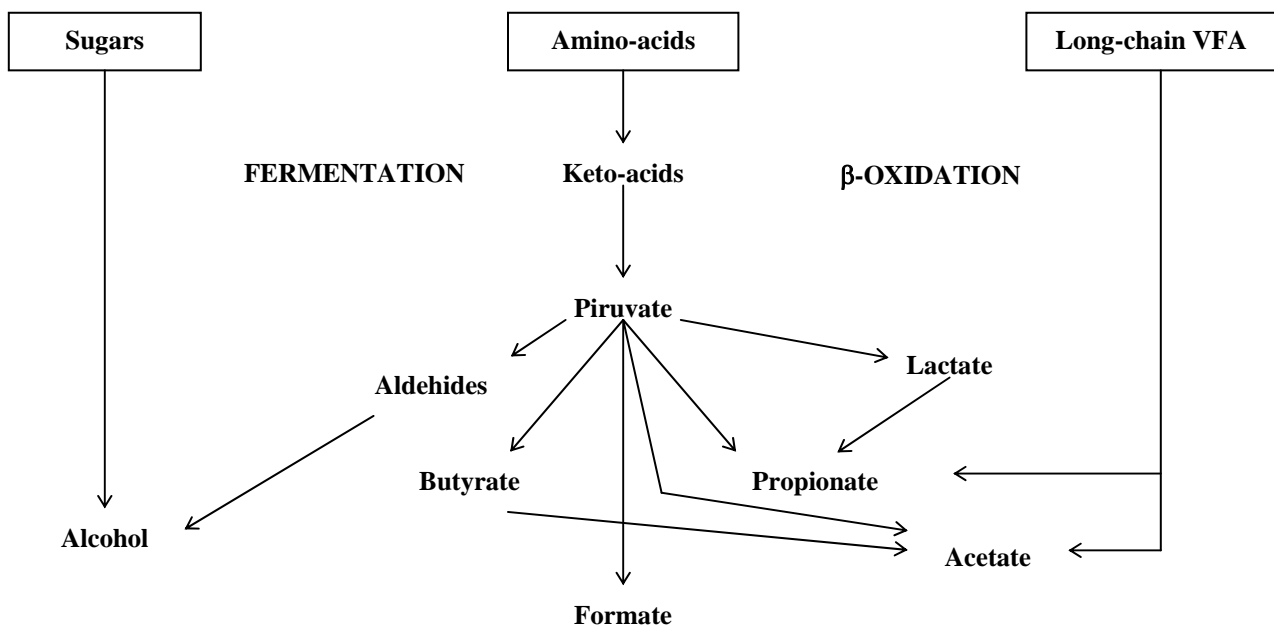 Sugars
Amino-acids
Long-chain VFA
FERMENTATION
Keto-acids
β-OXIDATION
Piruvate
Lactate
Aldehides
Butyrate
Propionate
Alcohol
Acetate
Formate